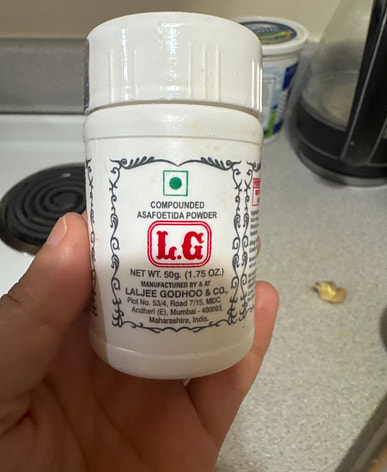 COMPOUNDED
ASAFOETIDA POWDER
L.G
NET WT. 50g. (1.75 OZ.)
MANUFACTURED BY & AT
LALJEE GODHOO & CO.,
Plot No. 53/4, Road 7/15, MIDC,
Andheri (E), Mumbai - 400093,
Maharashtra, India.